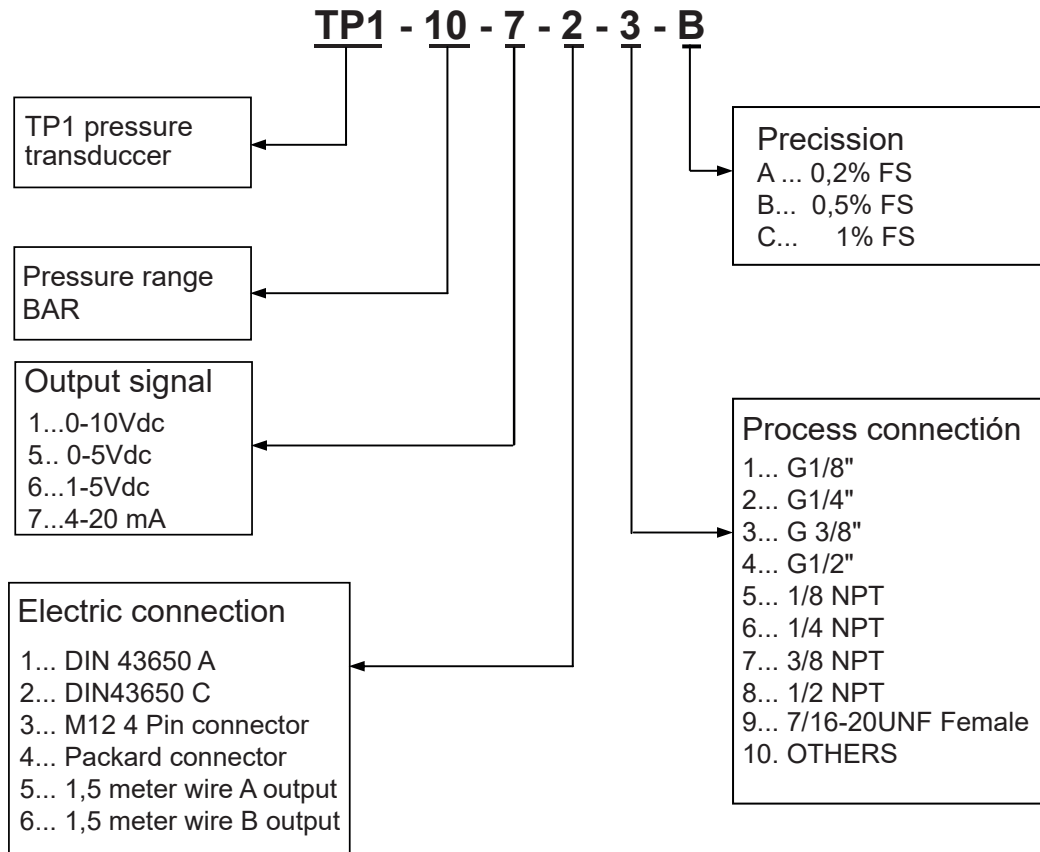 TP1 - 10 - 7 - 2 - 3 - B
TP1 pressure
transduccer
Pressure range
BAR
Output signal
1...0-10Vdc
5... 0-5Vdc
6...1-5Vdc
7...4-20 mA
Electric connection
1... DIN 43650 A
2... DIN43650 C
3... M12 4 Pin connector
4... Packard connector
5... 1,5 meter wire A output
6... 1,5 meter wire B output
Precission
A ... 0,2% FS
B... 0,5% FS
C... 1% FS
Process connectión
1... G1/8"
2... G1/4"
3... G 3/8"
4... G1/2"
5... 1/8 NPT
6... 1/4 NPT
7... 3/8 NPT
8... 1/2 NPT
9... 7/16-20UNF Female
10. OTHERS